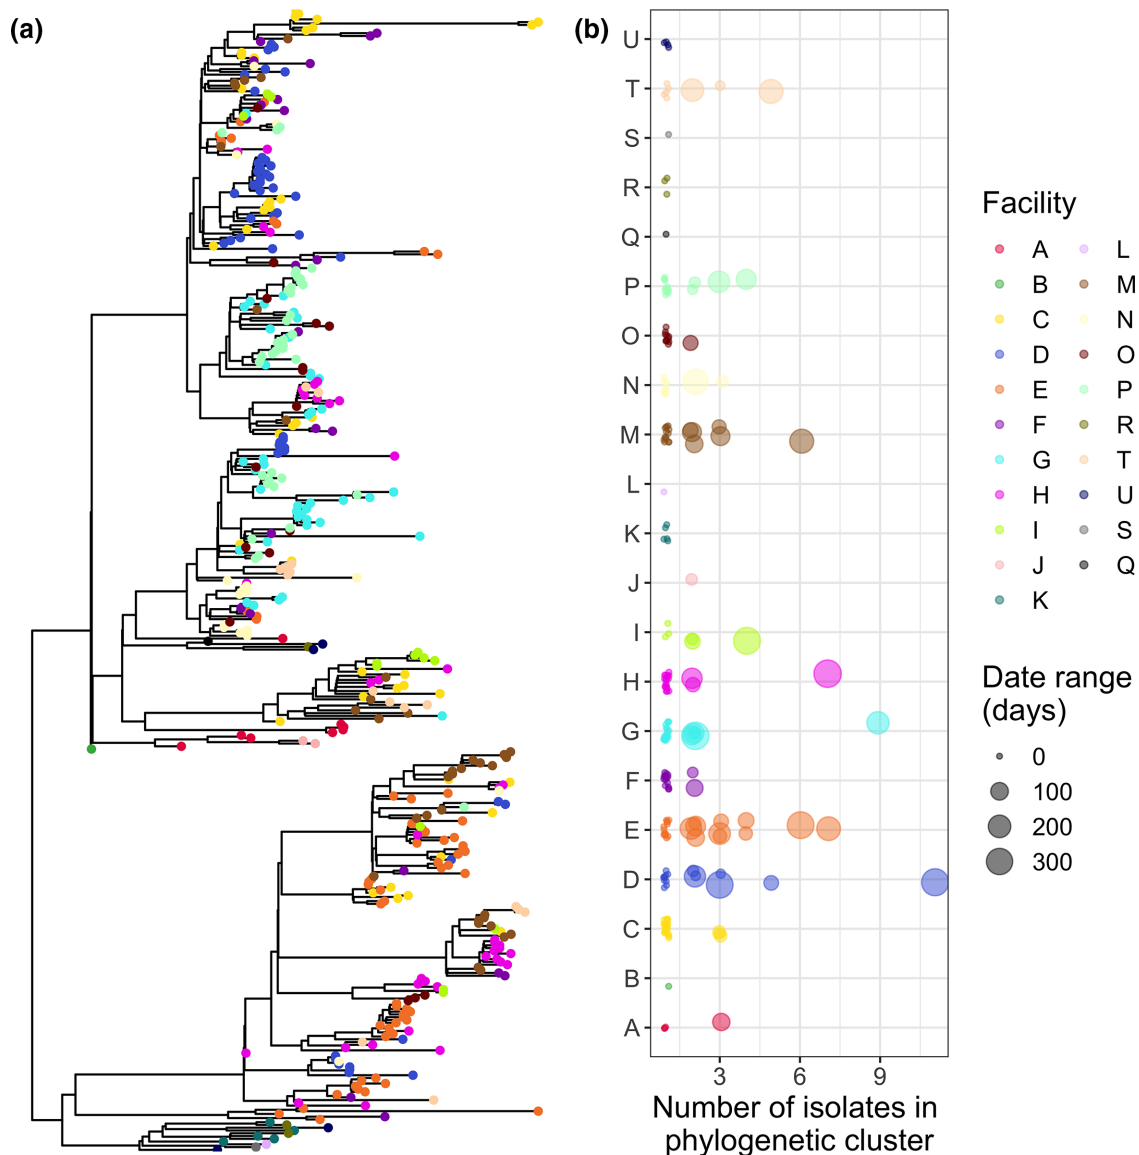 (a)
(b)
U
T
S
R
Q
P
O
N
M
L
K
J
I
H
G
F
E
D
C
B
A
3 6 9
Number of isolates in
phylogenetic cluster
Facility
A L
B M
C N
D O
E P
F R
G T
H U
I S
J Q
K
Date range
(days)
0
100
200
300